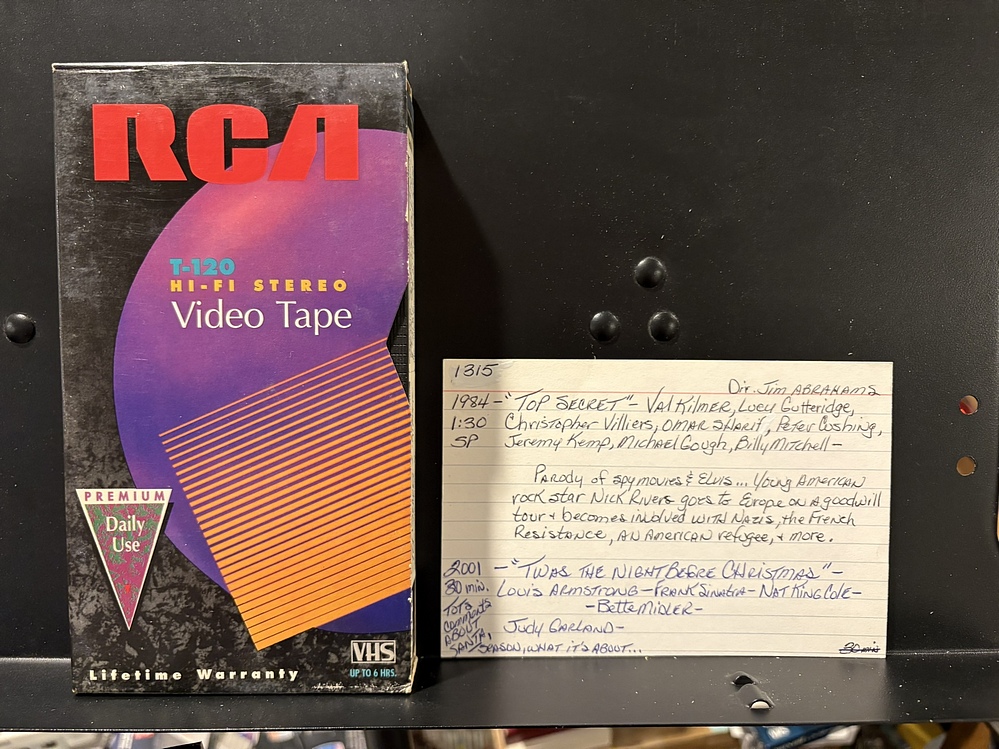 RCA
T-120
HI-FI STEREO
Video Tape
PREMIUM
Daily
Use
VHS
UP TO 6 HRS.
Lifetime Warranty
1315
Dir. Jim ABRAHAMS
1984 - "TOP SECRET" - VAL KILMER, Lucy Gutteridge,
1:30 Christopher Villiers, OMAR SHARIF, Peter Cushing,
SP Jeremy Kemp, Michael Gough, Billy Mitchell -
Parody of spy movies & ELVIS... Young AMERICAN
rock star Nick Rivers goes to Europe on a goodwill
tour + becomes involved with NAZIS, the French
Resistance, AN AMERICAN refugee, + more.
2001 - "TWAS THE NIGHT BEFORE CHRISTMAS" -
30 min. LOUIS ARMSTRONG - FRANK SINATRA - NAT KING COLE -
- Bette MIDLER -
TOTS
Comments
ABOUT
SANTA,
JUDY GARLAND -
SEASON, WHAT IT'S ABOUT...
30 min